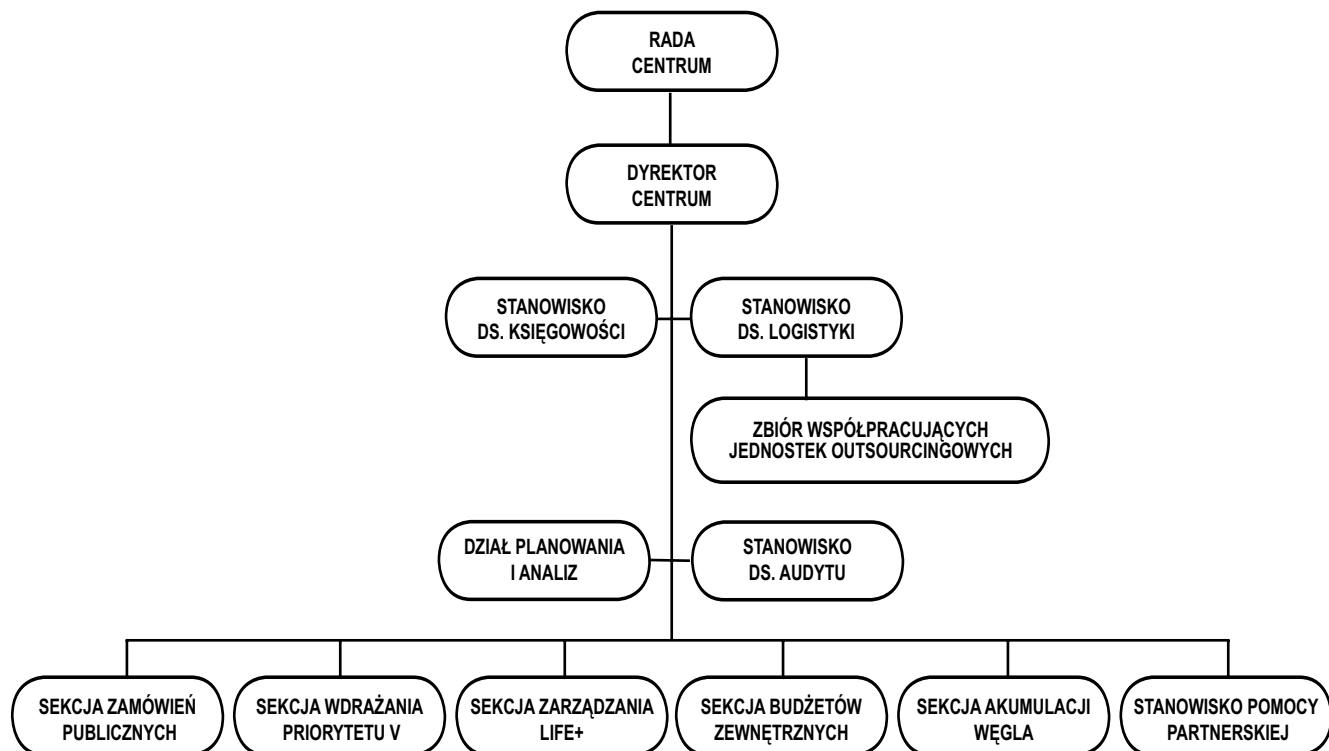 RADA
CENTRUM
DYREKTOR
CENTRUM
STANOWISKO
DS. KSIĘGOWOŚCI
STANOWISKO
DS. LOGISTYKI
ZBIÓR WSPÓŁPRACUJĄCYCH
JEDNOSTEK OUTSOURCINGOWYCH
DZIAŁ PLANOWANIA
I ANALIZ
STANOWISKO
DS. AUDYTU
SEKCJA ZAMÓWIEŃ
PUBLICZNYCH
SEKCJA WDRAŻANIA
PRIORYTETU V
SEKCJA ZARZĄDZANIA
LIFE+
SEKCJA BUDŻETÓW
ZEWNĘTRZNYCH
SEKCJA AKUMULACJI
WĘGLA
STANOWISKO POMOCY
PARTNERSKIEJ